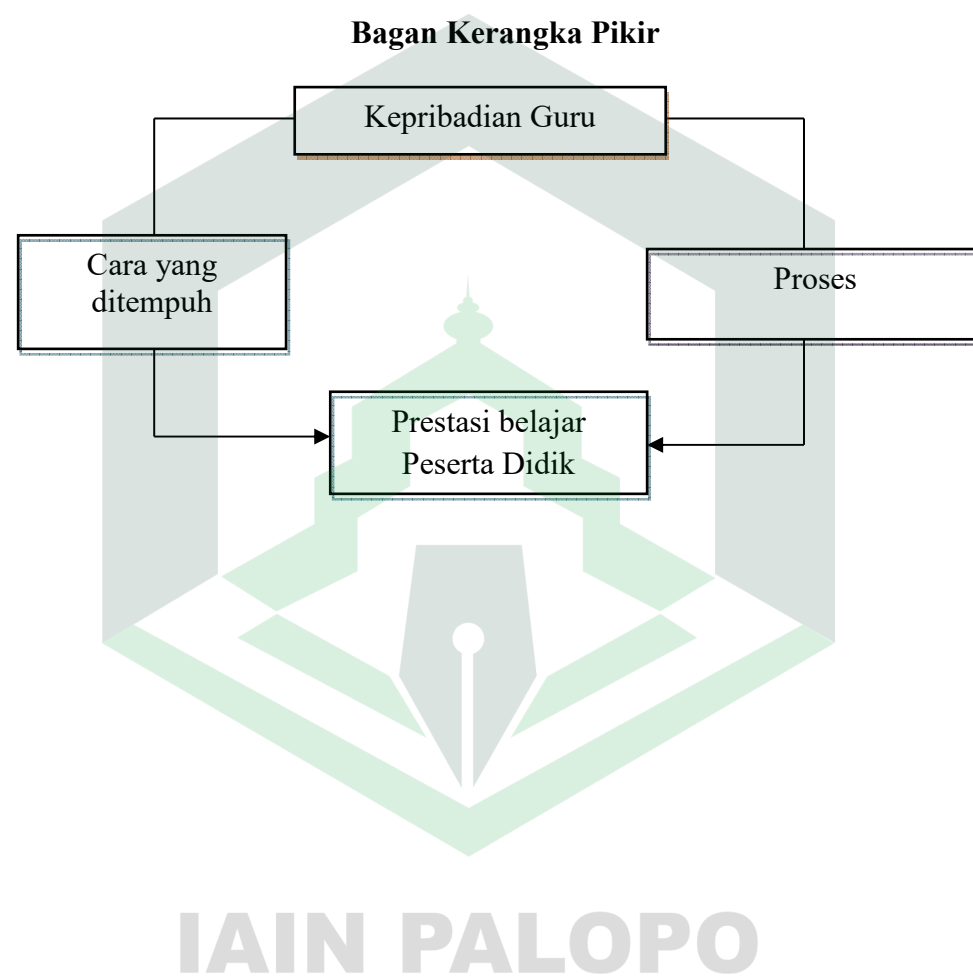 Bagan Kerangka Pikir
Kepribadian Guru
Cara yang
ditempuh
Proses
Prestasi belajar
Peserta Didik
IAIN PALOPO